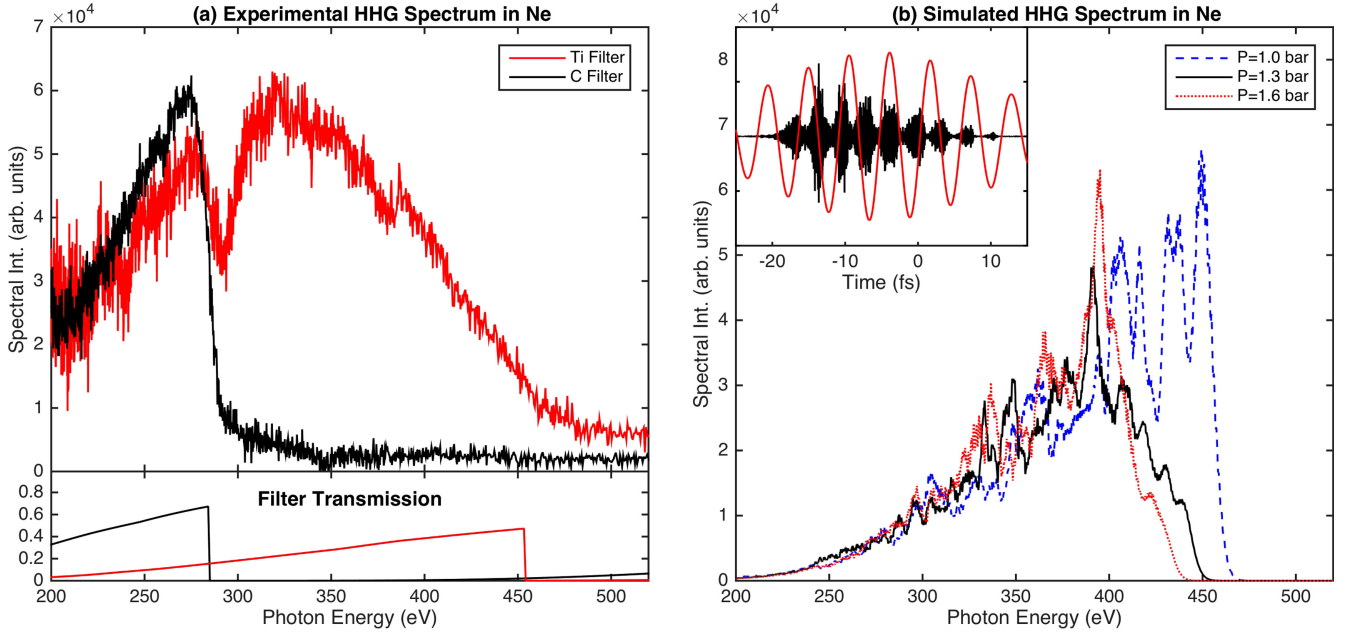 (a) Experimental HHG Spectrum in Ne
×10⁴
7
6
5
4
3
2
1
0
Spectral Int. (arb. units)
Ti Filter
C Filter
Filter Transmission
0.8
0.6
0.4
0.2
0
200 250 300 350 400 450 500
Photon Energy (eV)
(b) Simulated HHG Spectrum in Ne
×10⁴
8
7
6
5
4
3
2
1
0
Spectral Int. (arb. units)
P=1.0 bar
P=1.3 bar
P=1.6 bar
-20 -10 0 10
Time (fs)
200 250 300 350 400 450 500
Photon Energy (eV)